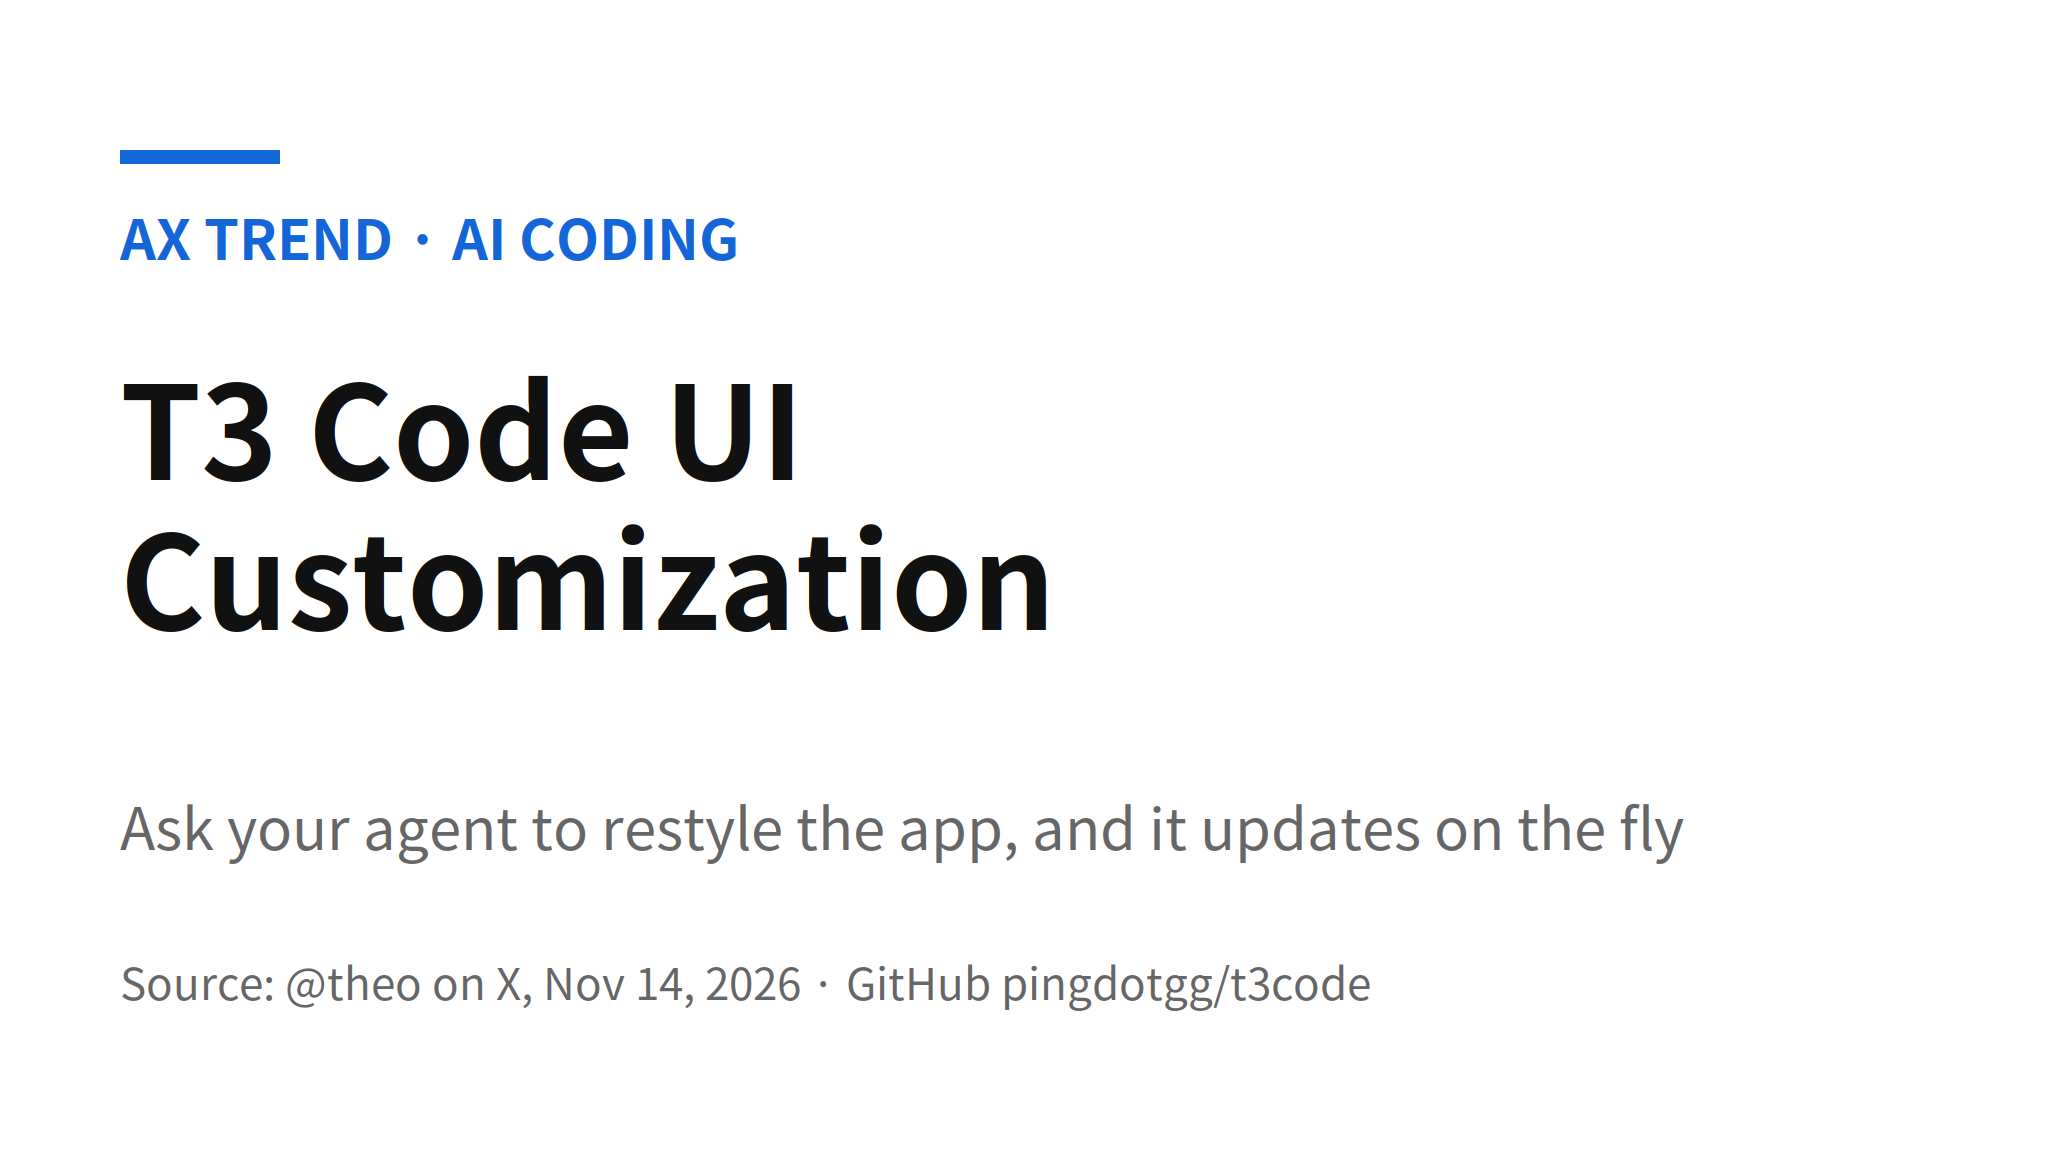 AX TREND · AI CODING
T3 Code UI
Customization
Ask your agent to restyle the app, and it updates on the fly
Source: @theo on X, Nov 14, 2026 · GitHub pingdotgg/t3code